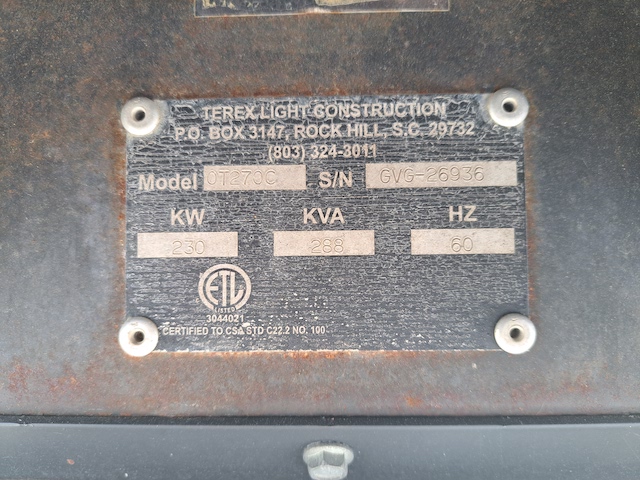 TEREX LIGHT CONSTRUCTION
P.O. BOX 3147, ROCK HILL, S.C. 29732
(803) 324-3011
Model 0T270C S/N GVG-26936
KW KVA HZ
230 288 60
ETL
LISTED
3044021
CERTIFIED TO CSA STD C22.2 NO. 100